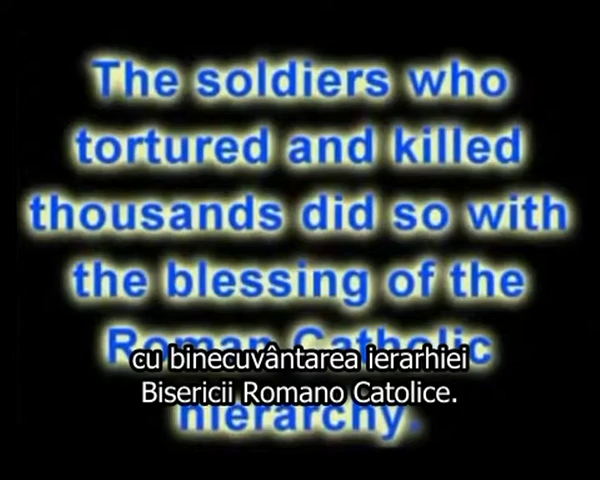 The soldiers who
tortured and killed
thousands did so with
the blessing of the
Roman Catholic
hierarchy.
cu binecuvântarea ierarhiei
Bisericii Romano Catolice.